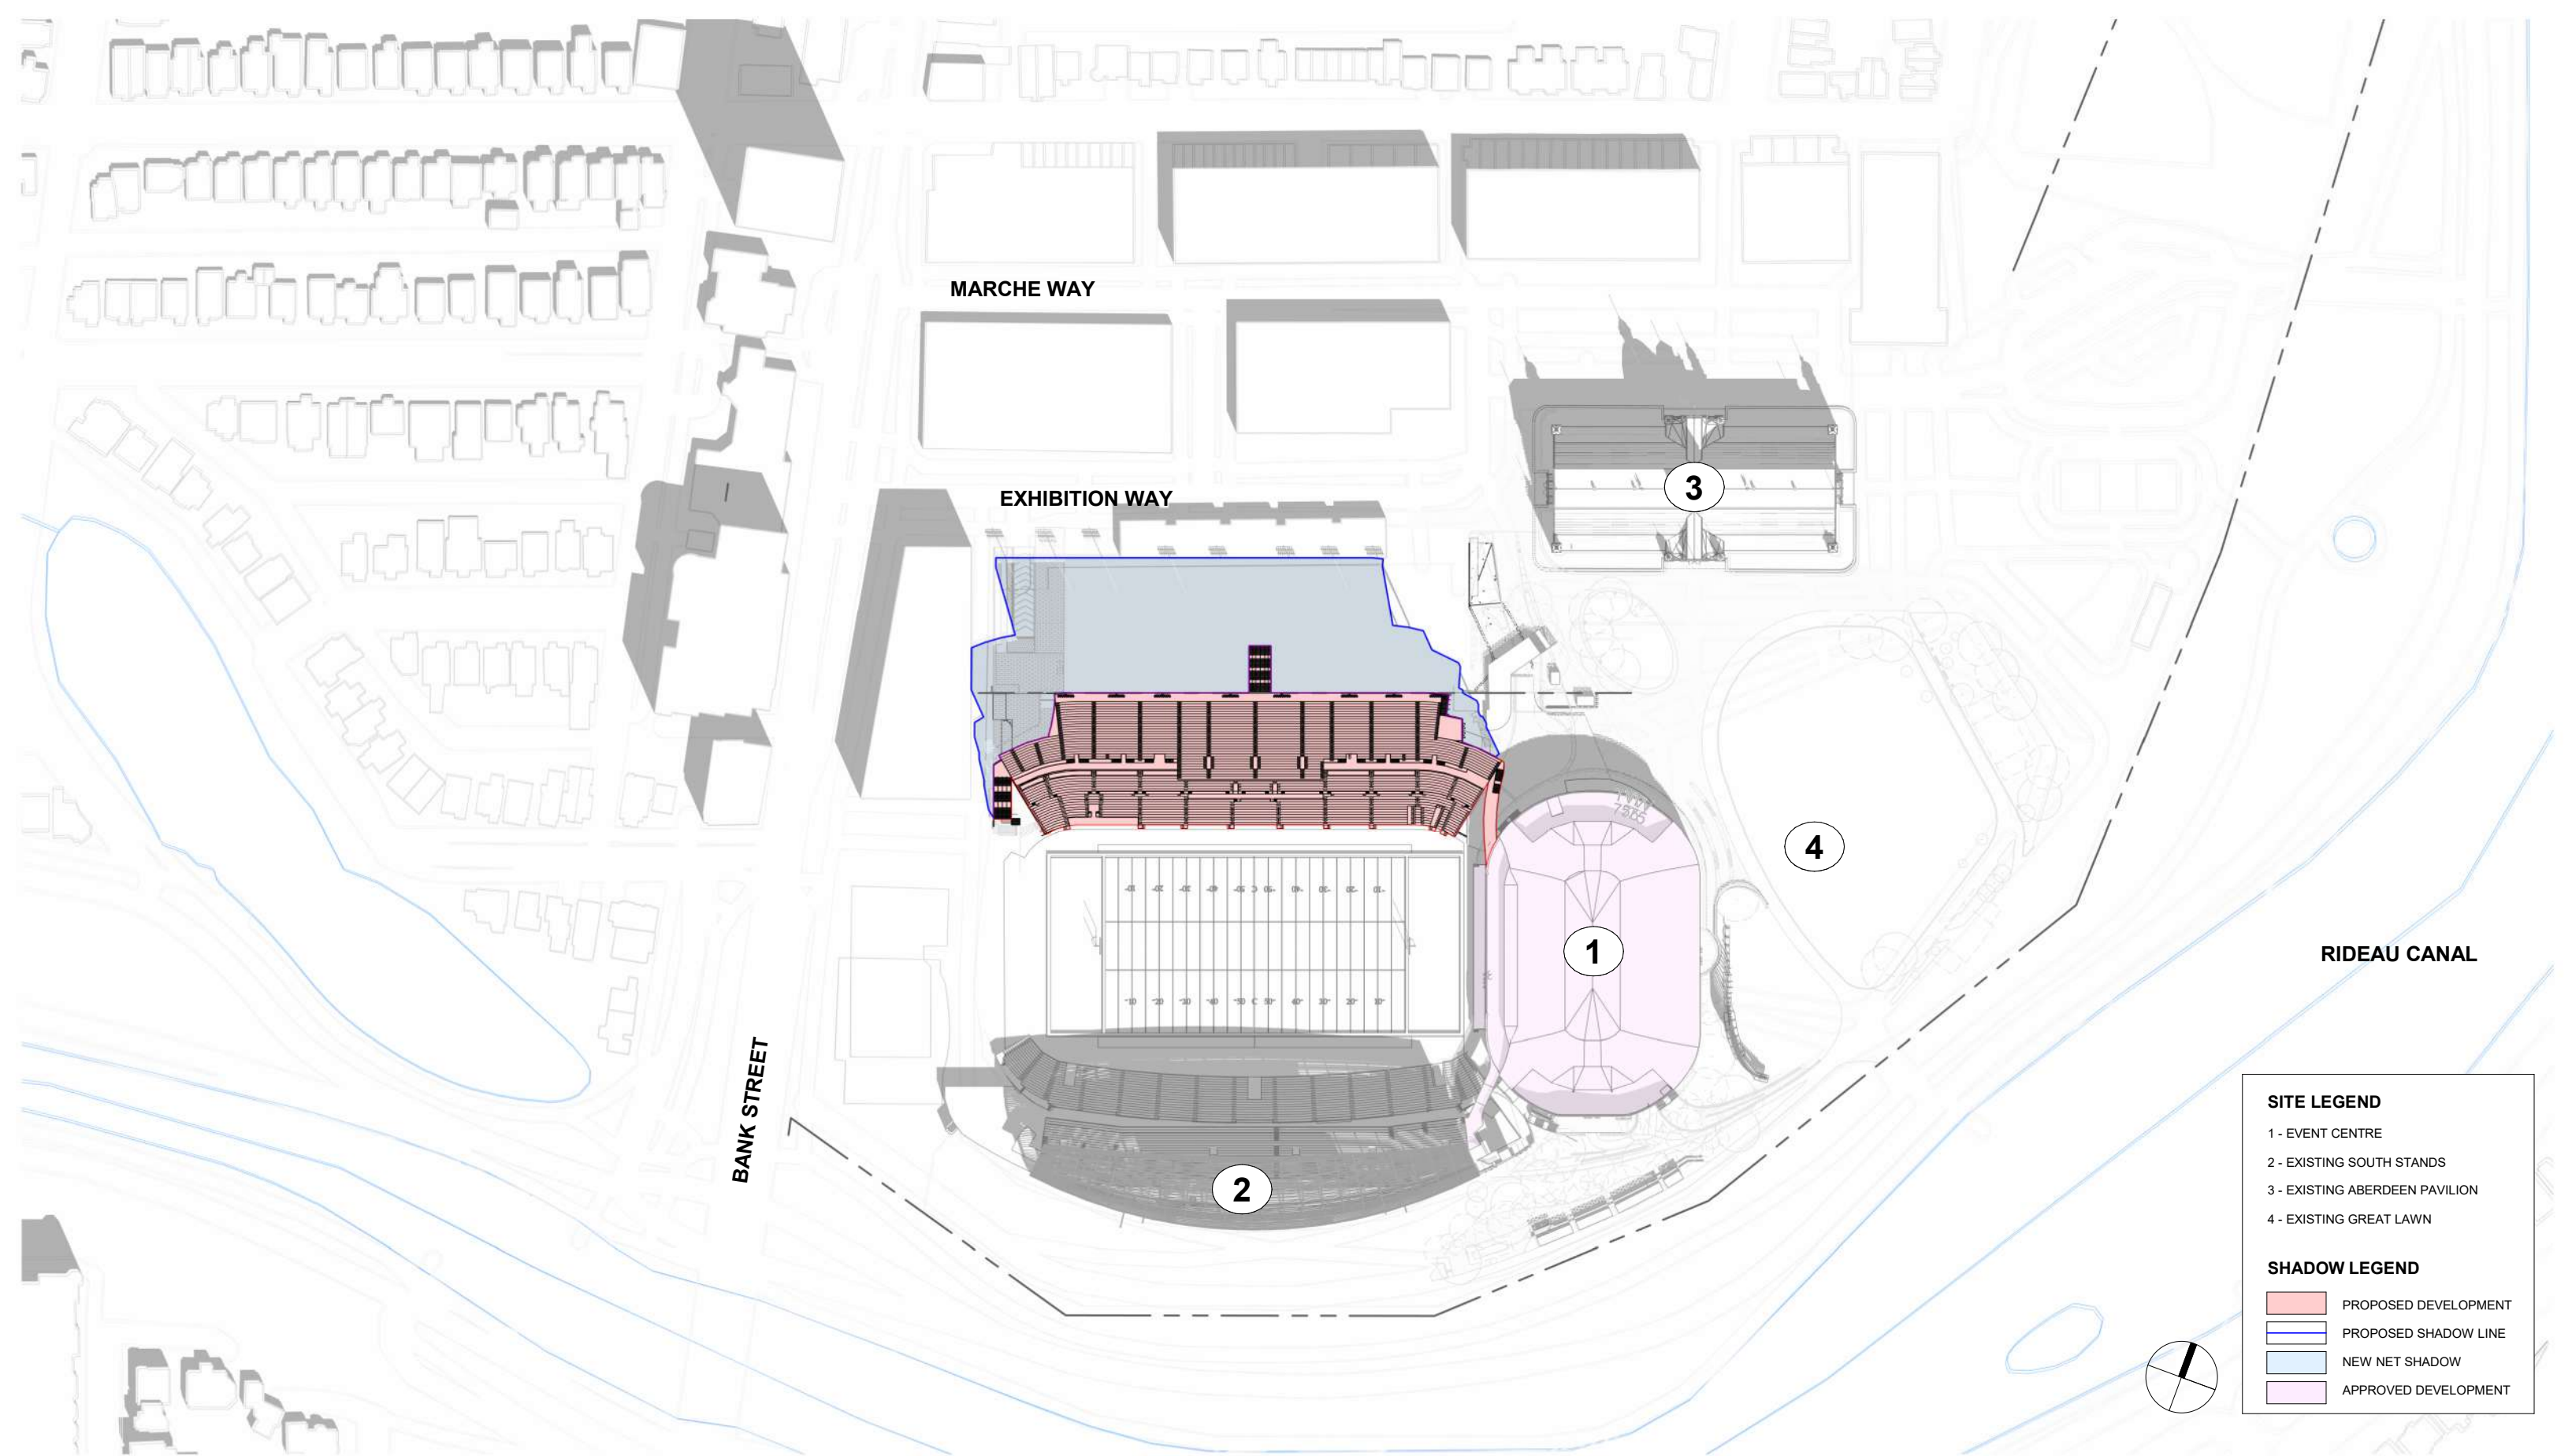 MARCHE WAY
EXHIBITION WAY
3
4
1
RIDEAU CANAL
BANK STREET
2
SITE LEGEND
1 - EVENT CENTRE
2 - EXISTING SOUTH STANDS
3 - EXISTING ABERDEEN PAVILION
4 - EXISTING GREAT LAWN
SHADOW LEGEND
PROPOSED DEVELOPMENT
PROPOSED SHADOW LINE
NEW NET SHADOW
APPROVED DEVELOPMENT